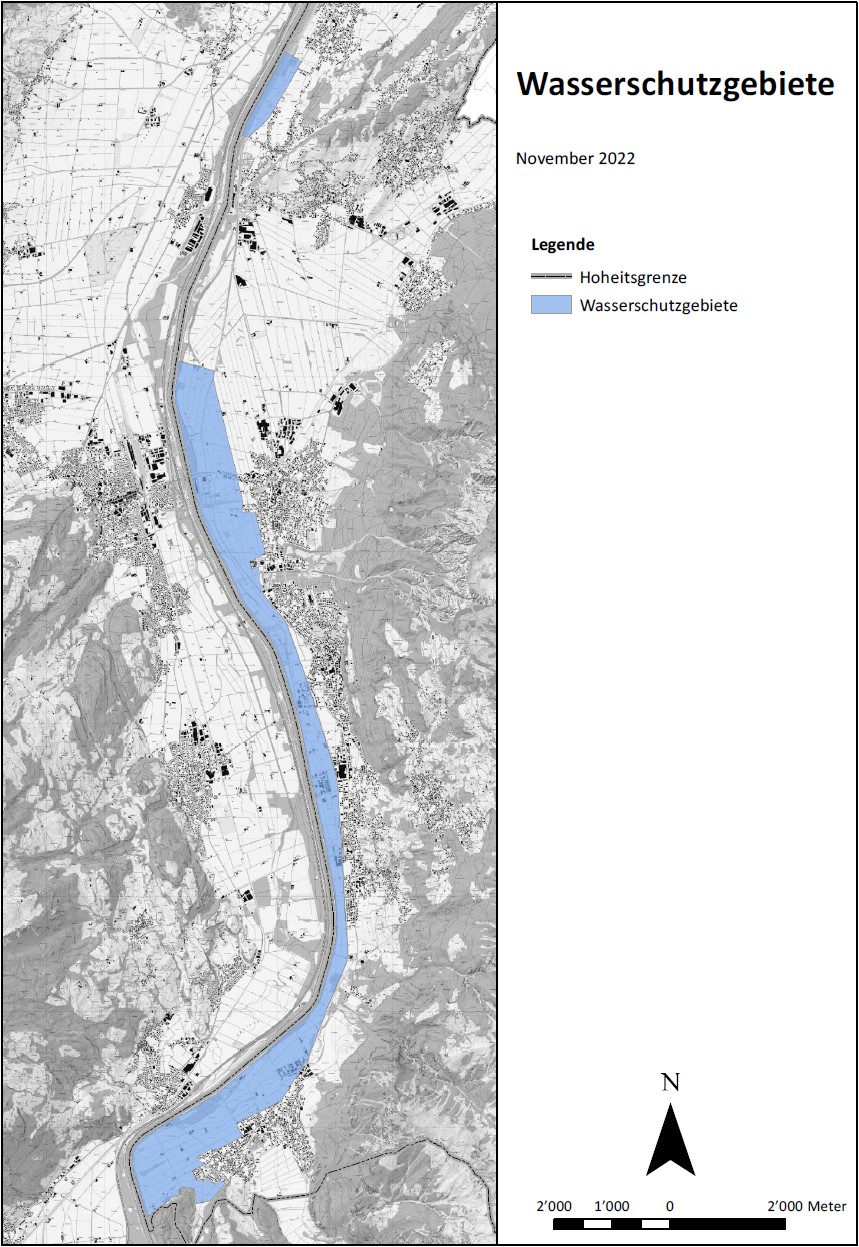 Wasserschutzgebiete
November 2022
Legende
Hoheitsgrenze
Wasserschutzgebiete
N
2'000 1'000 0 2'000 Meter